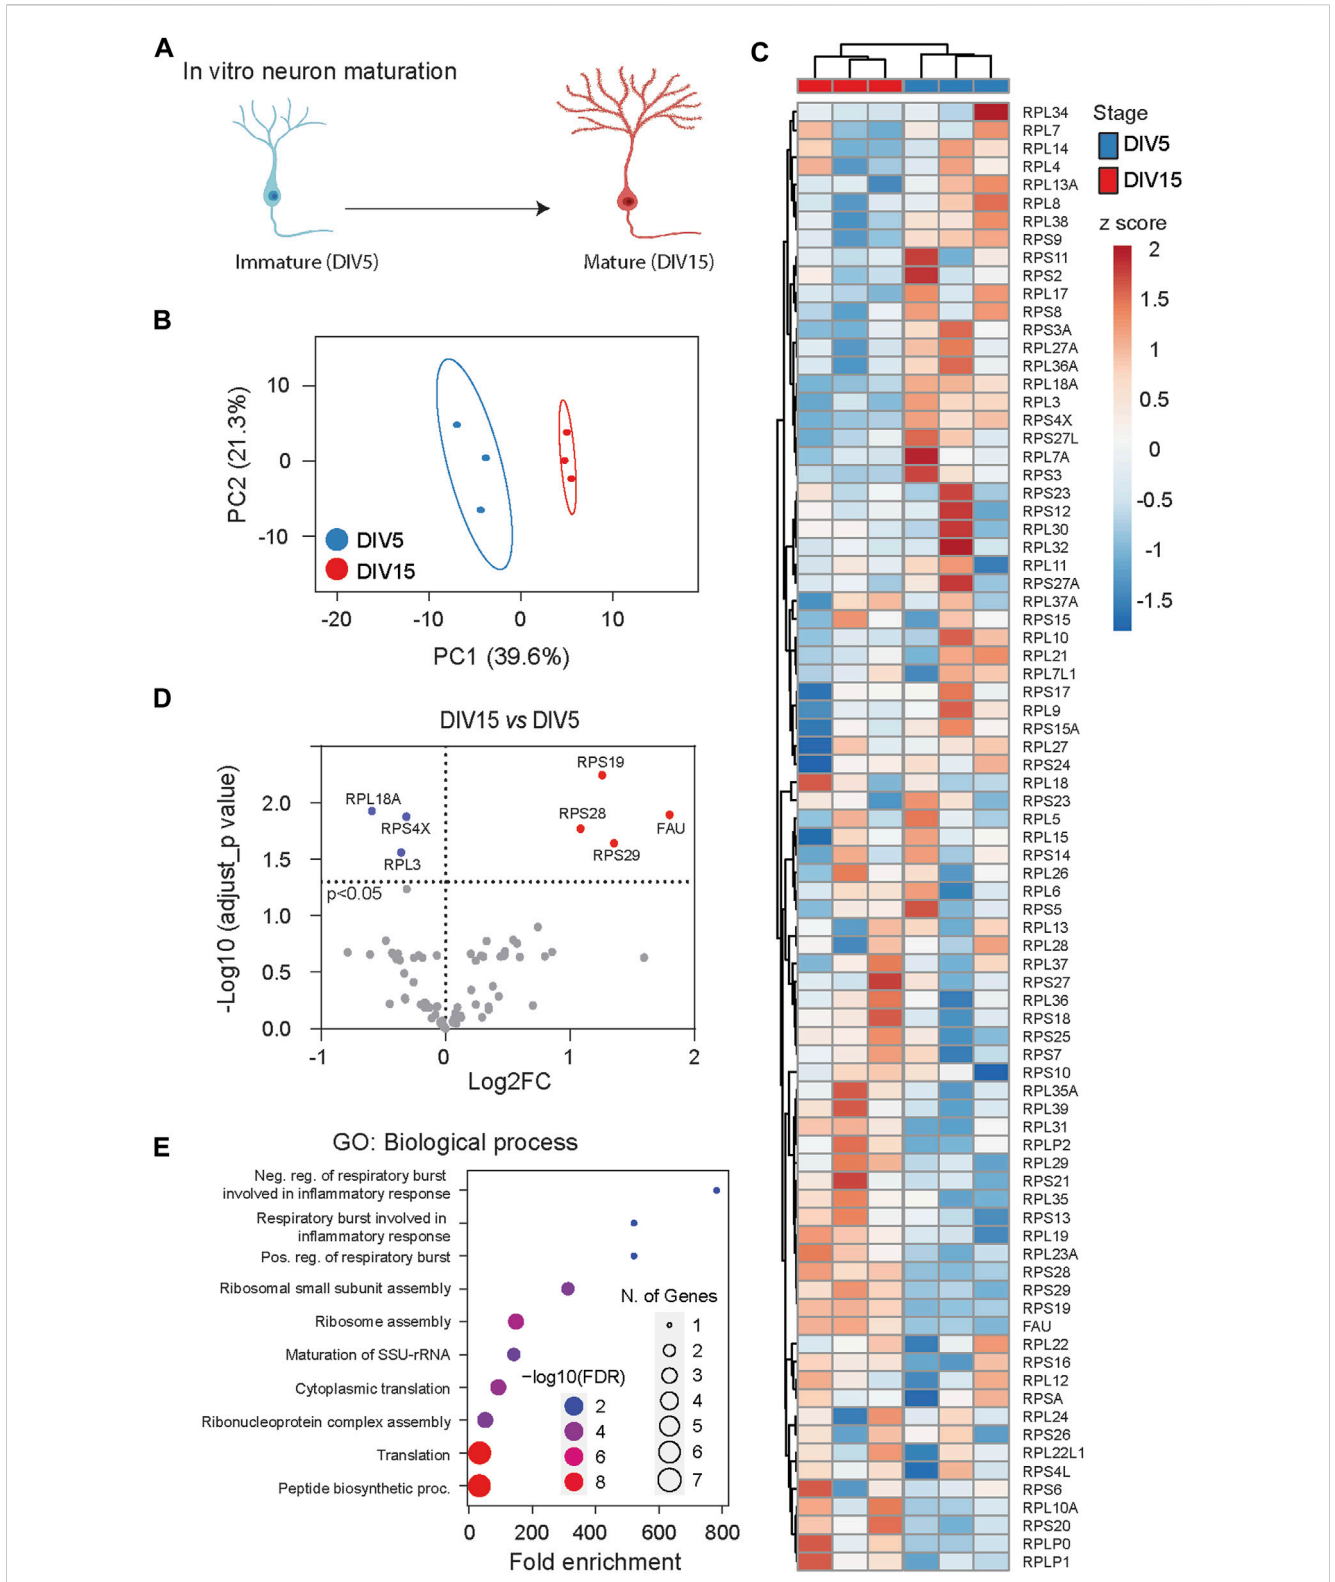 A
In vitro neuron maturation
Immature (DIV5)
Mature (DIV15)
B
PC2 (21.3%)
10
0
-10
DIV5
DIV15
-20
-10
0
10
PC1 (39.6%)
C
RPL34
RPL7
RPL14
RPL4
RPL13A
RPL8
RPL38
RPS9
RPS11
RPS2
RPL17
RPS8
RPS3A
RPL27A
RPL36A
RPL18A
RPL3
RPS4X
RPS27L
RPL7A
RPS3
RPS23
RPS12
RPL30
RPL32
RPL11
RPS27A
RPL37A
RPS15
RPL10
RPL21
RPL7L1
RPS17
RPL9
RPS15A
RPL27
RPS24
RPL18
RPS23
RPL5
RPL15
RPS14
RPL26
RPL6
RPS5
RPL13
RPL28
RPL37
RPS27
RPL36
RPS18
RPS25
RPS7
RPS10
RPL35A
RPL39
RPL31
RPLP2
RPL29
RPS21
RPL35
RPS13
RPL19
RPL23A
RPS28
RPS29
RPS19
FAU
RPL22
RPS16
RPL12
RPSA
RPL24
RPS26
RPL22L1
RPS4L
RPS6
RPL10A
RPS20
RPLP0
RPLP1
Stage
DIV5
DIV15
z score
2
1.5
1
0.5
0
-0.5
-1
-1.5
D
DIV15 vs DIV5
-Log10 (adjust_p value)
2.0
1.5
1.0
0.5
0.0
RPL18A
RPS4X
RPL3
p<0.05
RPS19
RPS28
FAU
RPS29
-1
0
1
2
Log2FC
E
GO: Biological process
Neg. reg. of respiratory burst
involved in inflammatory response
Respiratory burst involved in
inflammatory response
Pos. reg. of respiratory burst
Ribosomal small subunit assembly
Ribosome assembly
Maturation of SSU-rRNA
Cytoplasmic translation
Ribonucleoprotein complex assembly
Translation
Peptide biosynthetic proc.
−log10(FDR)
2
4
6
8
N. of Genes
1
2
3
4
5
6
7
0
200
400
600
800
Fold enrichment